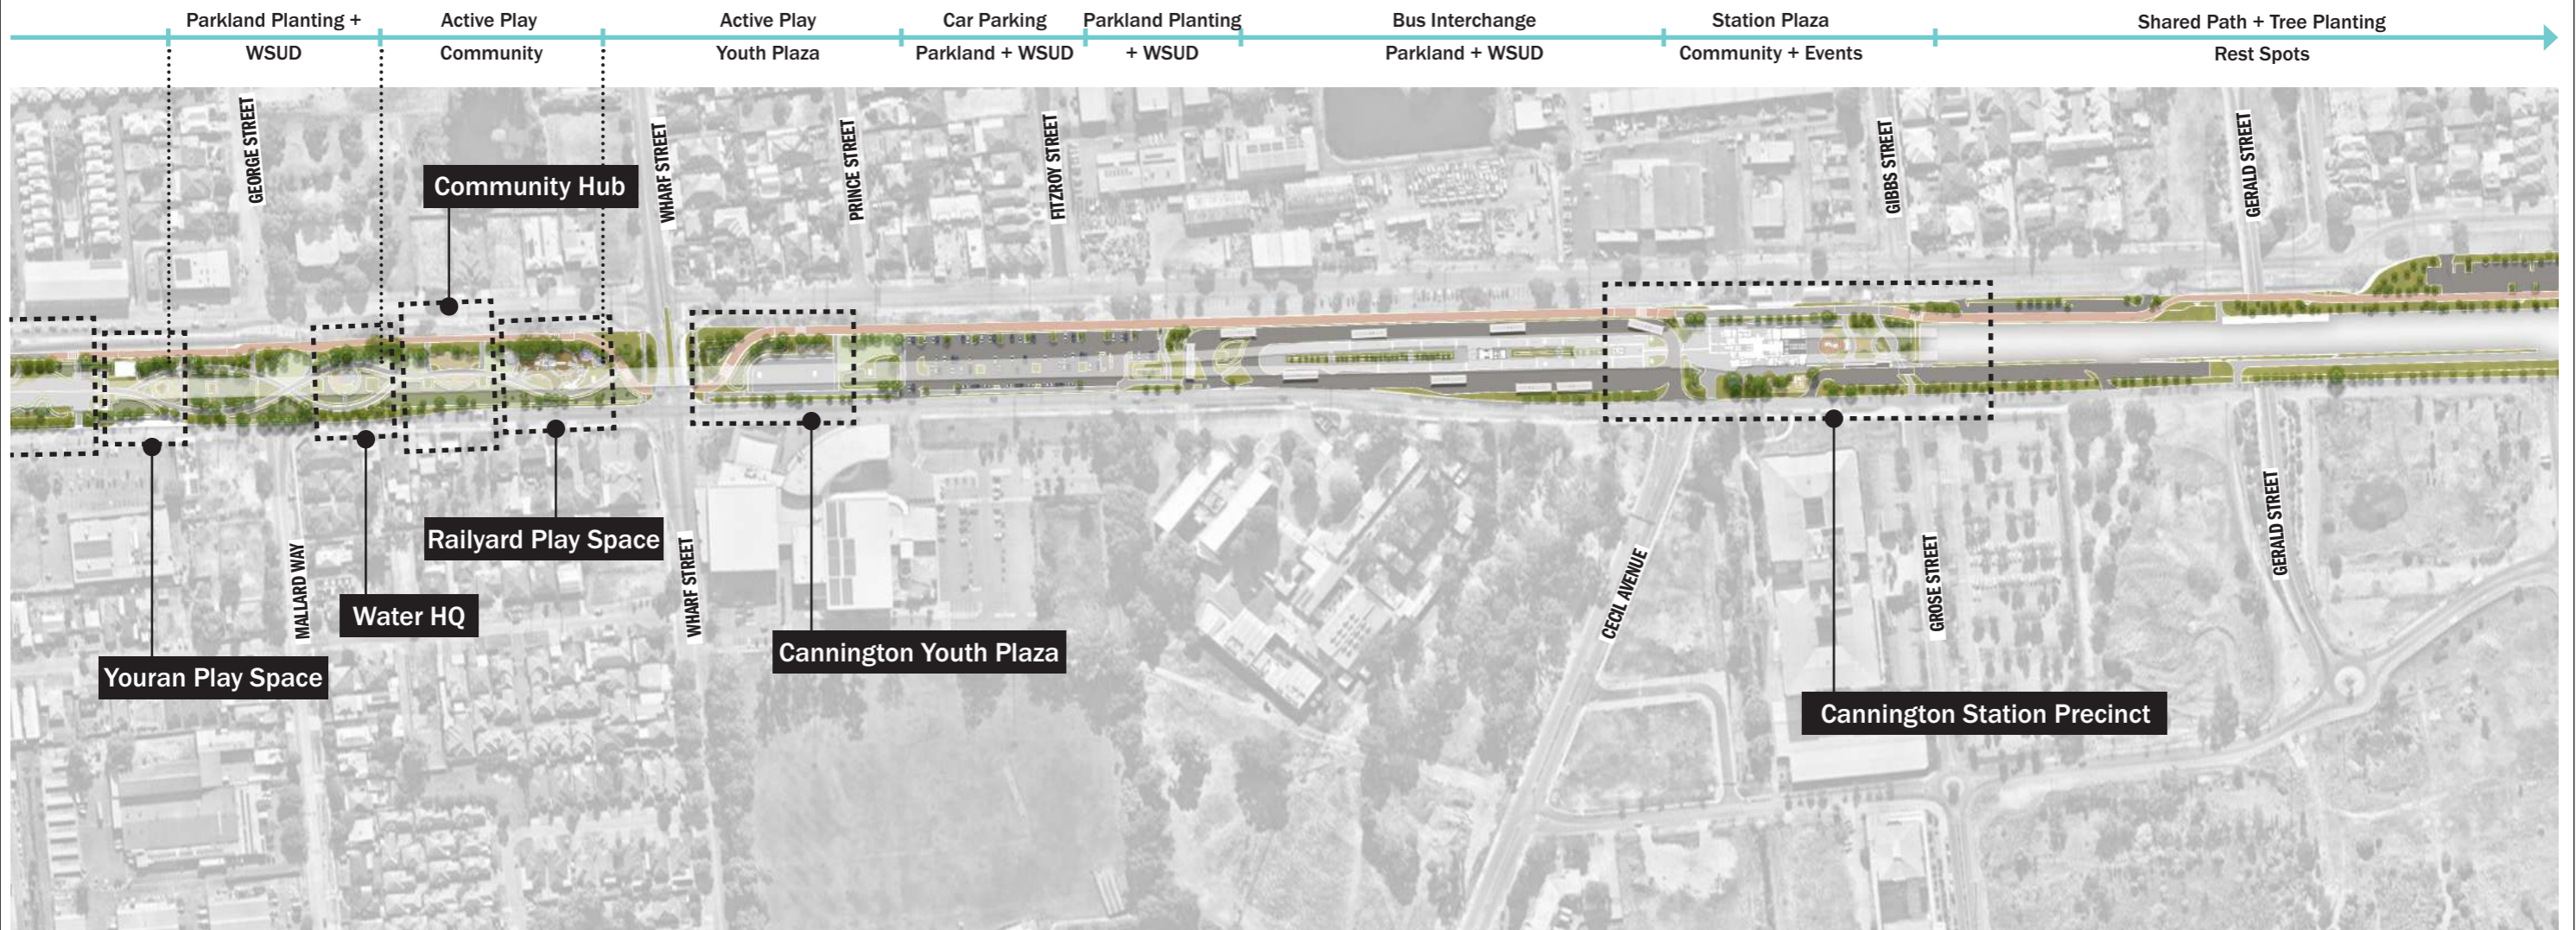 Parkland Planting +
WSUD
Active Play
Community
Active Play
Youth Plaza
Car Parking
Parkland + WSUD
Parkland Planting
+ WSUD
Bus Interchange
Parkland + WSUD
Station Plaza
Community + Events
Shared Path + Tree Planting
Rest Spots
GEORGE STREET
WHARF STREET
PRINCE STREET
FITZROY STREET
GIBBS STREET
GERALD STREET
Community Hub
Railyard Play Space
Water HQ
Youran Play Space
MALLARD WAY
WHARF STREET
Cannington Youth Plaza
CECIL AVENUE
GROSE STREET
GERALD STREET
Cannington Station Precinct